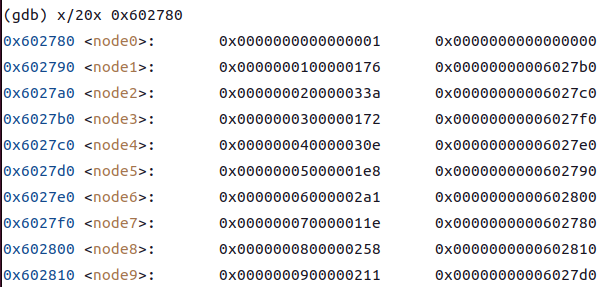 (gdb) x/20x 0x602780
0x602780 <node0>: 0x0000000000000001 0x0000000000000000
0x602790 <node1>: 0x0000000100000176 0x00000000006027b0
0x6027a0 <node2>: 0x000000020000033a 0x00000000006027c0
0x6027b0 <node3>: 0x0000000300000172 0x00000000006027f0
0x6027c0 <node4>: 0x000000040000030e 0x00000000006027e0
0x6027d0 <node5>: 0x00000005000001e8 0x0000000000602790
0x6027e0 <node6>: 0x00000006000002a1 0x0000000000602800
0x6027f0 <node7>: 0x000000070000011e 0x0000000000602780
0x602800 <node8>: 0x0000000800000258 0x0000000000602810
0x602810 <node9>: 0x0000000900000211 0x00000000006027d0